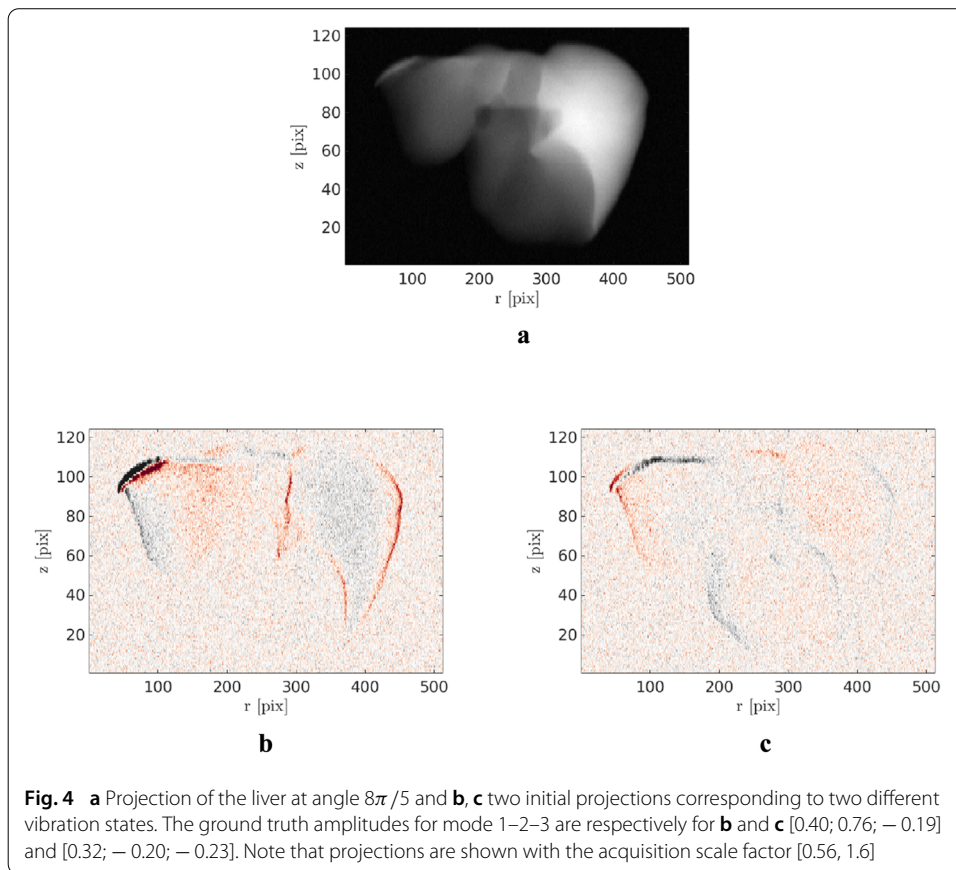 120
100
80
60
40
20
z [pix]
100 200 300 400 500
r [pix]
a
120
100
80
60
40
20
z [pix]
100 200 300 400 500
r [pix]
b
120
100
80
60
40
20
z [pix]
100 200 300 400 500
r [pix]
c
Fig. 4 a Projection of the liver at angle 8π/5 and b, c two initial projections corresponding to two different
vibration states. The ground truth amplitudes for mode 1–2–3 are respectively for b and c [0.40; 0.76; − 0.19]
and [0.32; − 0.20; − 0.23]. Note that projections are shown with the acquisition scale factor [0.56, 1.6]